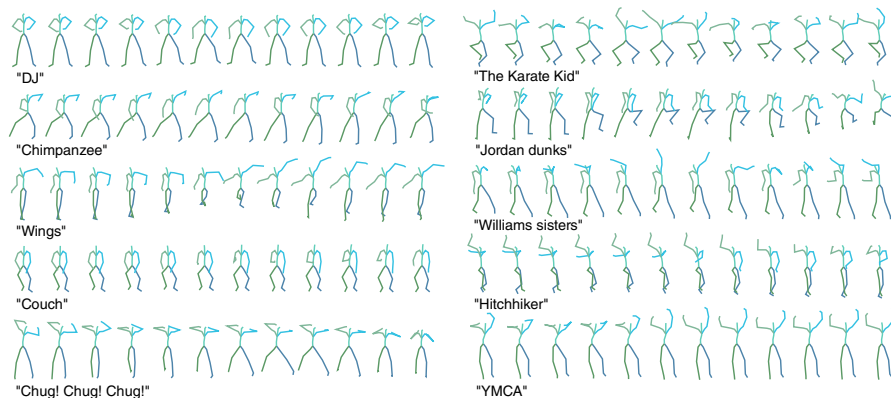 "DJ"
"Chimpanzee"
"Wings"
"Couch"
"Chug! Chug! Chug!"
"The Karate Kid"
"Jordan dunks"
"Williams sisters"
"Hitchhiker"
"YMCA"